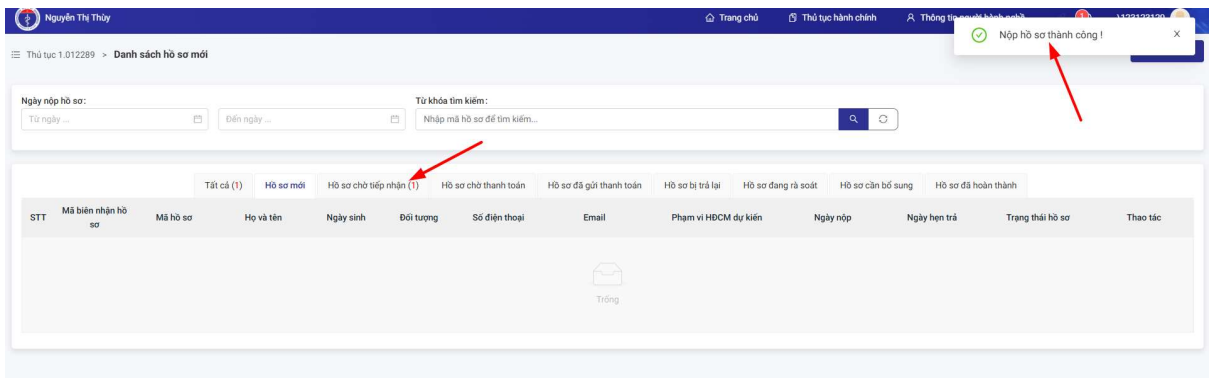 Nguyễn Thị Thùy
Trang chủ Thủ tục hành chính Thông tin người hành nghề 1123123129
Nộp hồ sơ thành công ! X
Thủ tục 1.012289 > Danh sách hồ sơ mới
Ngày nộp hồ sơ: Từ khóa tìm kiếm:
Từ ngày ... Đến ngày ... Nhập mã hồ sơ để tìm kiếm...
Tất cả (1) Hồ sơ mới Hồ sơ chờ tiếp nhận (1) Hồ sơ chờ thanh toán Hồ sơ đã gửi thanh toán Hồ sơ bị trả lại Hồ sơ đang rà soát Hồ sơ cần bổ sung Hồ sơ đã hoàn thành
STT Mã biên nhận hồ sơ Mã hồ sơ Họ và tên Ngày sinh Đối tượng Số điện thoại Email Phạm vi HĐCM dự kiến Ngày nộp Ngày hẹn trả Trạng thái hồ sơ Thao tác
Trống